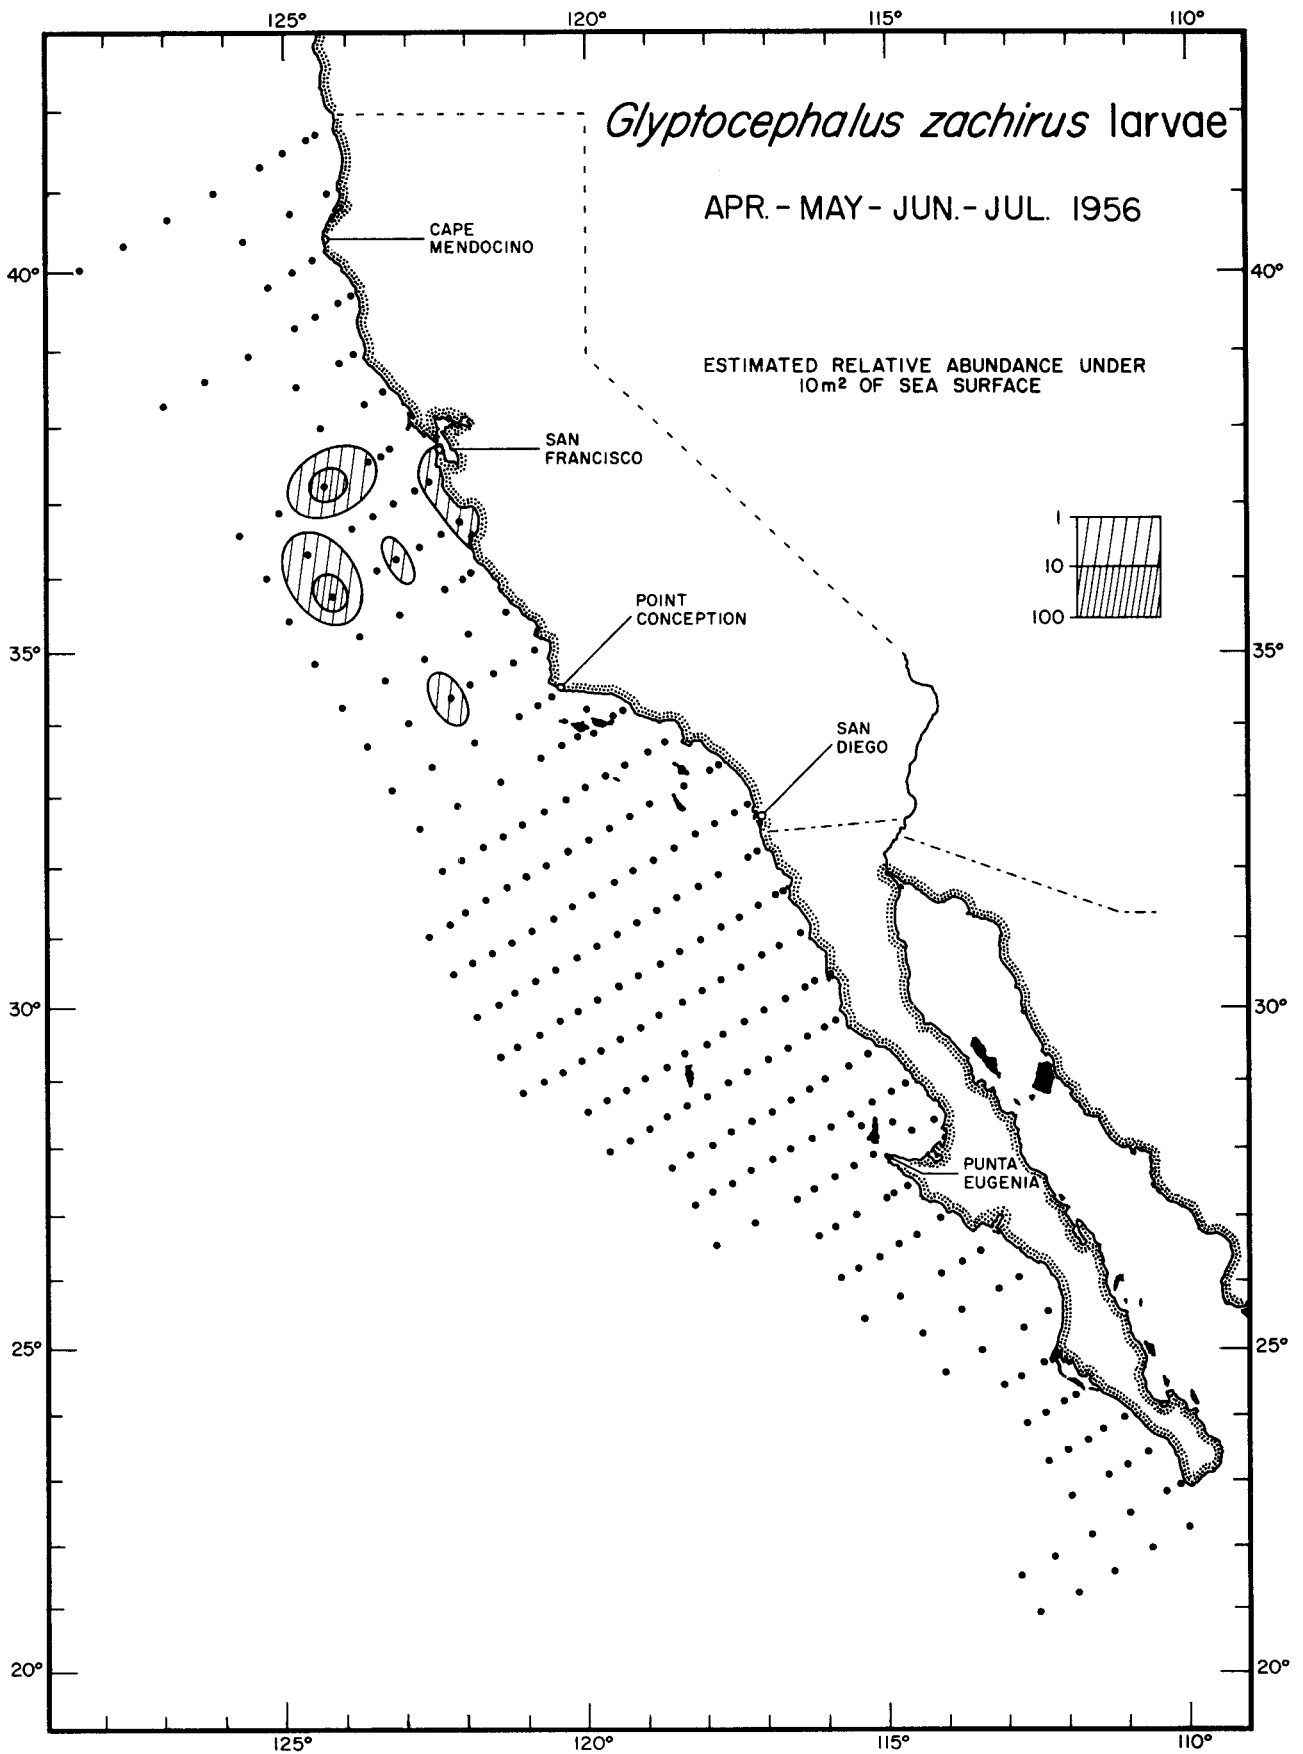 125° 120° 115° 110°
Glyptocephalus zachirus larvae
APR.-MAY-JUN.-JUL. 1956
CAPE
MENDOCINO
40° 40°
ESTIMATED RELATIVE ABUNDANCE UNDER
10m² OF SEA SURFACE
SAN
FRANCISCO
1
10
100
POINT
CONCEPTION
35° 35°
SAN
DIEGO
30° 30°
PUNTA
EUGENIA
25° 25°
20° 20°
125° 120° 115° 110°